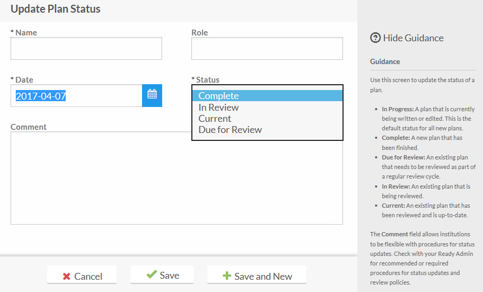 Update Plan Status
* Name
Role
* Date
* Status
2017-04-07
Complete
In Review
Current
Due for Review
Comment
Cancel
Save
Save and New
Hide Guidance
Guidance
Use this screen to update the status of a
plan.
• In Progress: A plan that is currently
being written or edited. This is the
default status for all new plans.
• Complete: A new plan that has
been finished.
• Due for Review: An existing plan
that needs to be reviewed as part of
a regular review cycle.
• In Review: An existing plan that is
being reviewed.
• Current: An existing plan that has
been reviewed and is up-to-date.
The Comment field allows institutions
to be flexible with procedures for status
updates. Check with your Ready Admin
for recommended or required
procedures for status updates and
review policies.